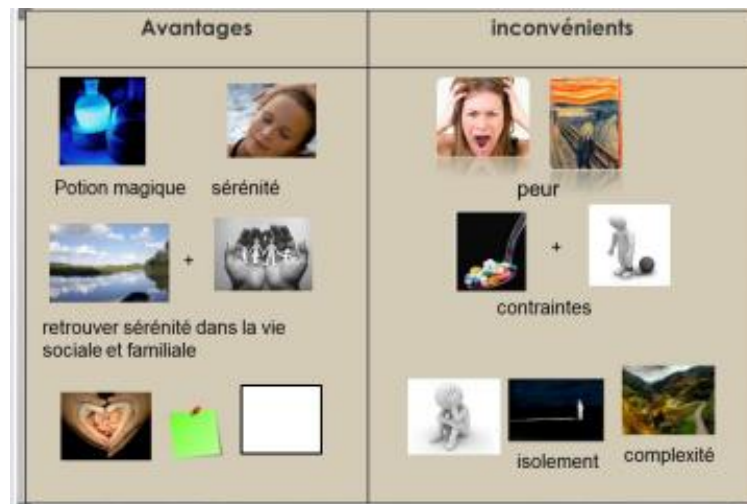 Avantages
inconvénients
Potion magique
sérénité
retrouver sérénité dans la vie
sociale et familiale
peur
contraintes
isolement
complexité